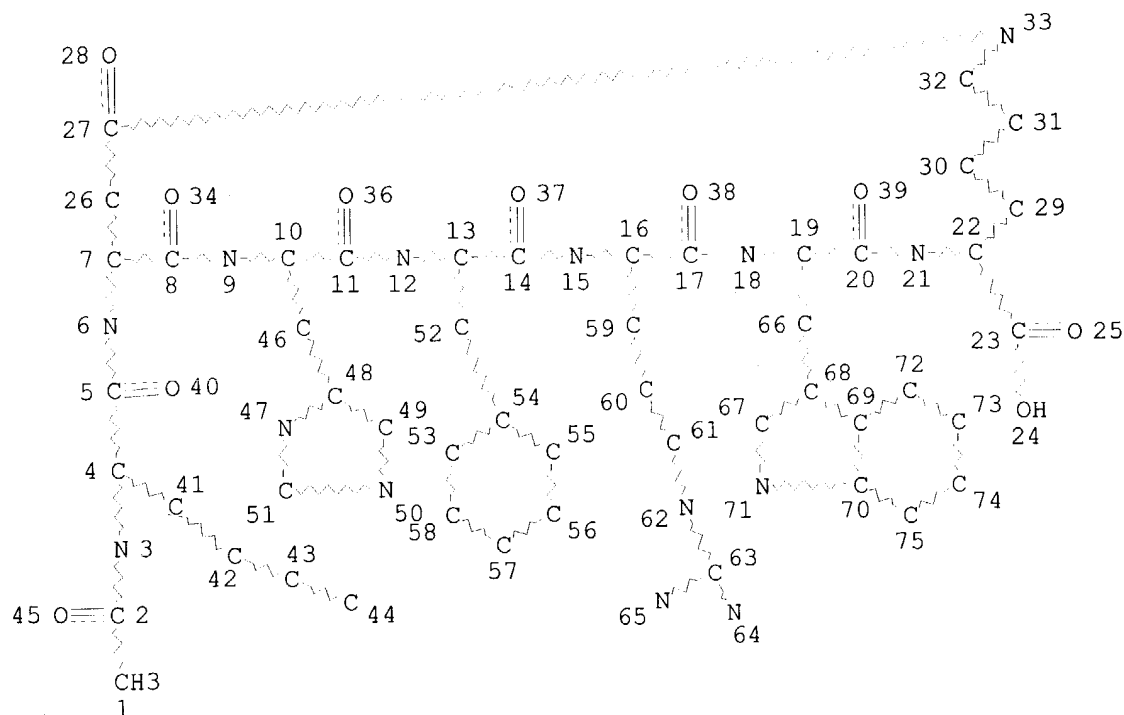 N 33
28 O
32 C
27 C
C 31
30 C
26 C
O 34
O 36
O 37
O 38
O 39
C 29
10
13
16
19
22
7 C C N C C N C C N C C N C C N C
8 9 11 12 14 15 17 18 20 21
6 N
46 C
52 C
59 C
66 C
23 C O 25
5 C O 40
48
C
60 C
68
C
72
C
47 N
C 49
54
C
67 C
69 C
C 73
OH
24
53 C
C 55
C 61
4 C
41
C
C
51
N
50
N
62
N
71
C
70
C 74
58 C
C 56
C
75
N 3
C
42
43
C
C
57
C 63
C
44
65 N
N
64
45 O C 2
CH3
1